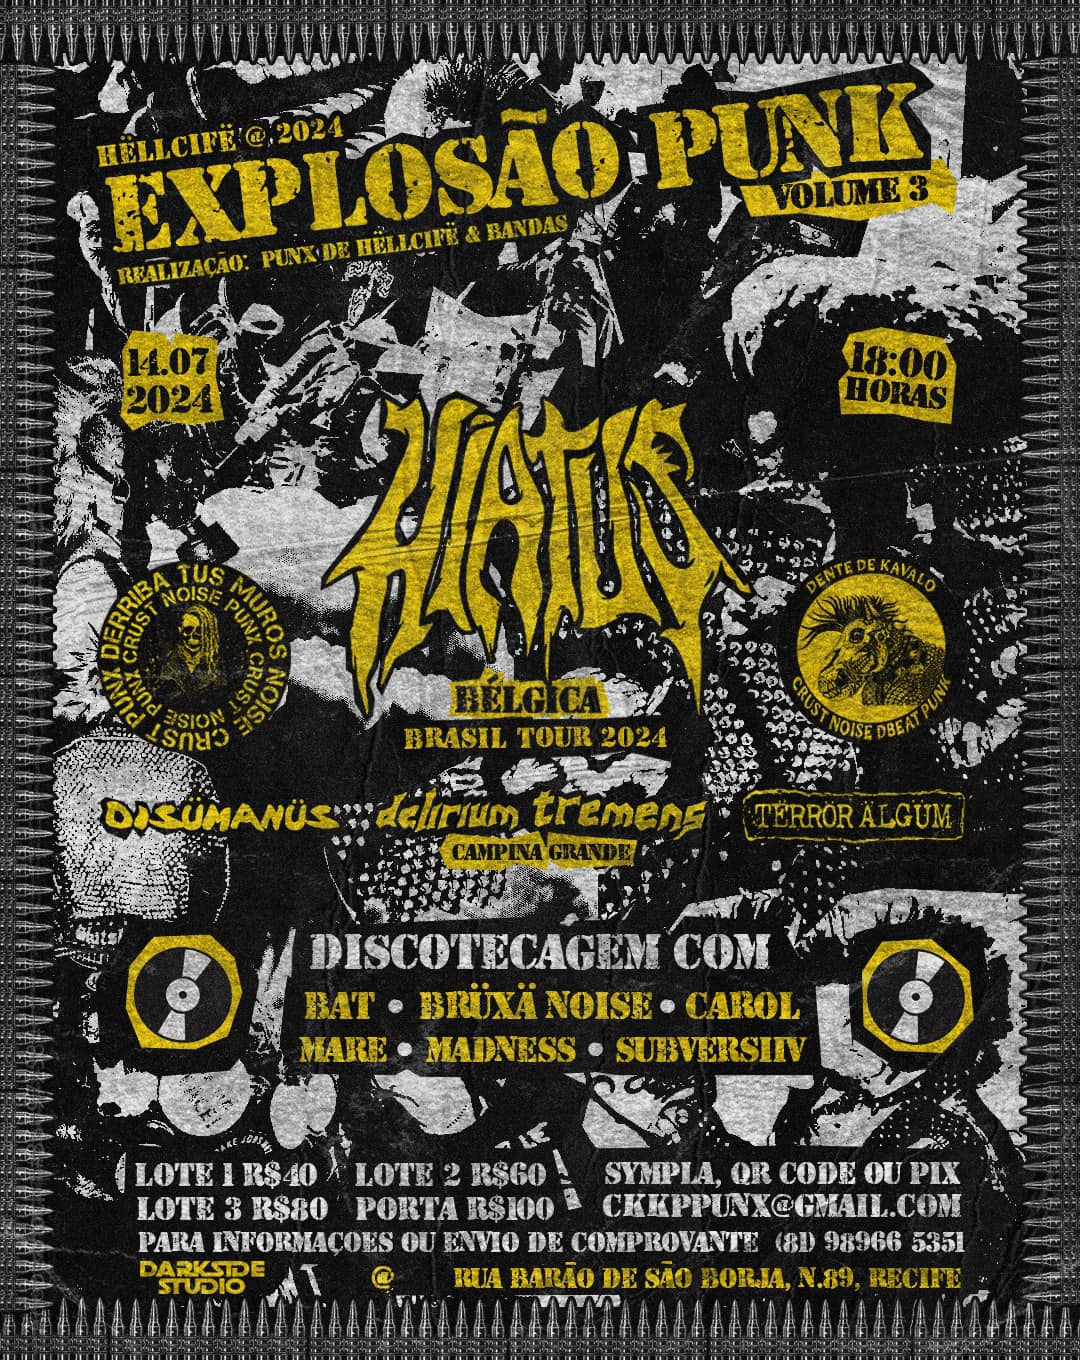 HËLLCIFË @ 2024
EXPLOSÃO PUNK
VOLUME 3
REALIZAÇÃO: PUNX DE HËLLCIFË & BANDAS
14.07
2024
18:00
HORAS
HIATUS
BÉLGICA
BRASIL TOUR 2024
PUNX DERRIBA TUS MUROS NOISE CRUST
CRUST NOISE PUNX CRUST NOISE PUNX
DENTE DE KAVALO
CRUST NOISE DBEAT PUNK
DISÜMANÜS
delirium tremens
CAMPINA GRANDE
TERRÖR ÄLGUM
DISCOTECAGEM COM
BAT • BRÜXÄ NOISE • CAROL
MARE • MADNESS • SUBVERSIIV
LOTE 1 R$40 LOTE 2 R$60
LOTE 3 R$80 PORTA R$100
SYMPLA, QR CODE OU PIX
CKKPPUNX@GMAIL.COM
PARA INFORMAÇOES OU ENVIO DE COMPROVANTE (81) 98966 5351
DARKSIDE
STUDIO
@ RUA BARÃO DE SÃO BORJA, N.89, RECIFE